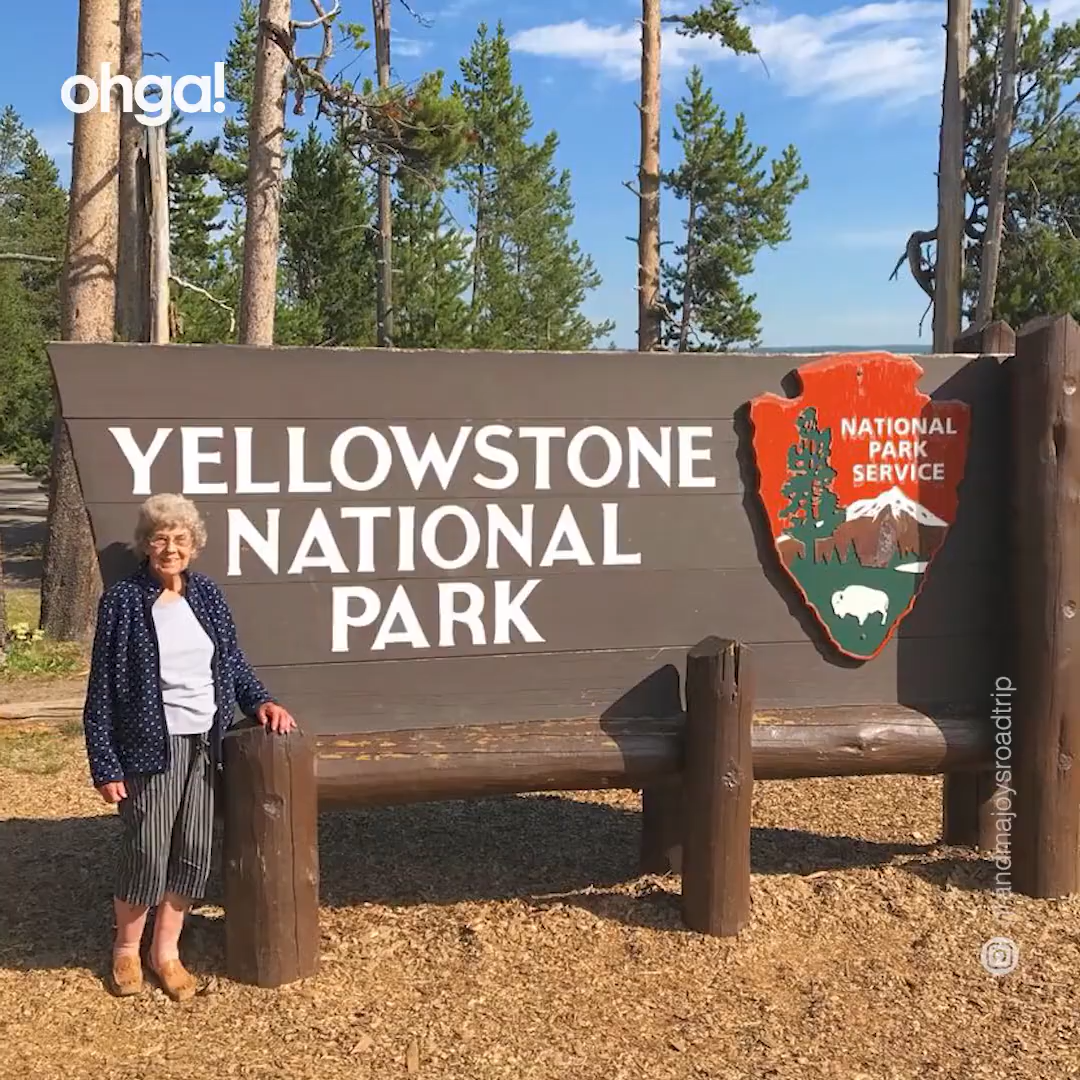 ohga!
YELLOWSTONE
NATIONAL
PARK
NATIONAL
PARK
SERVICE
grandmajoysroadtrip